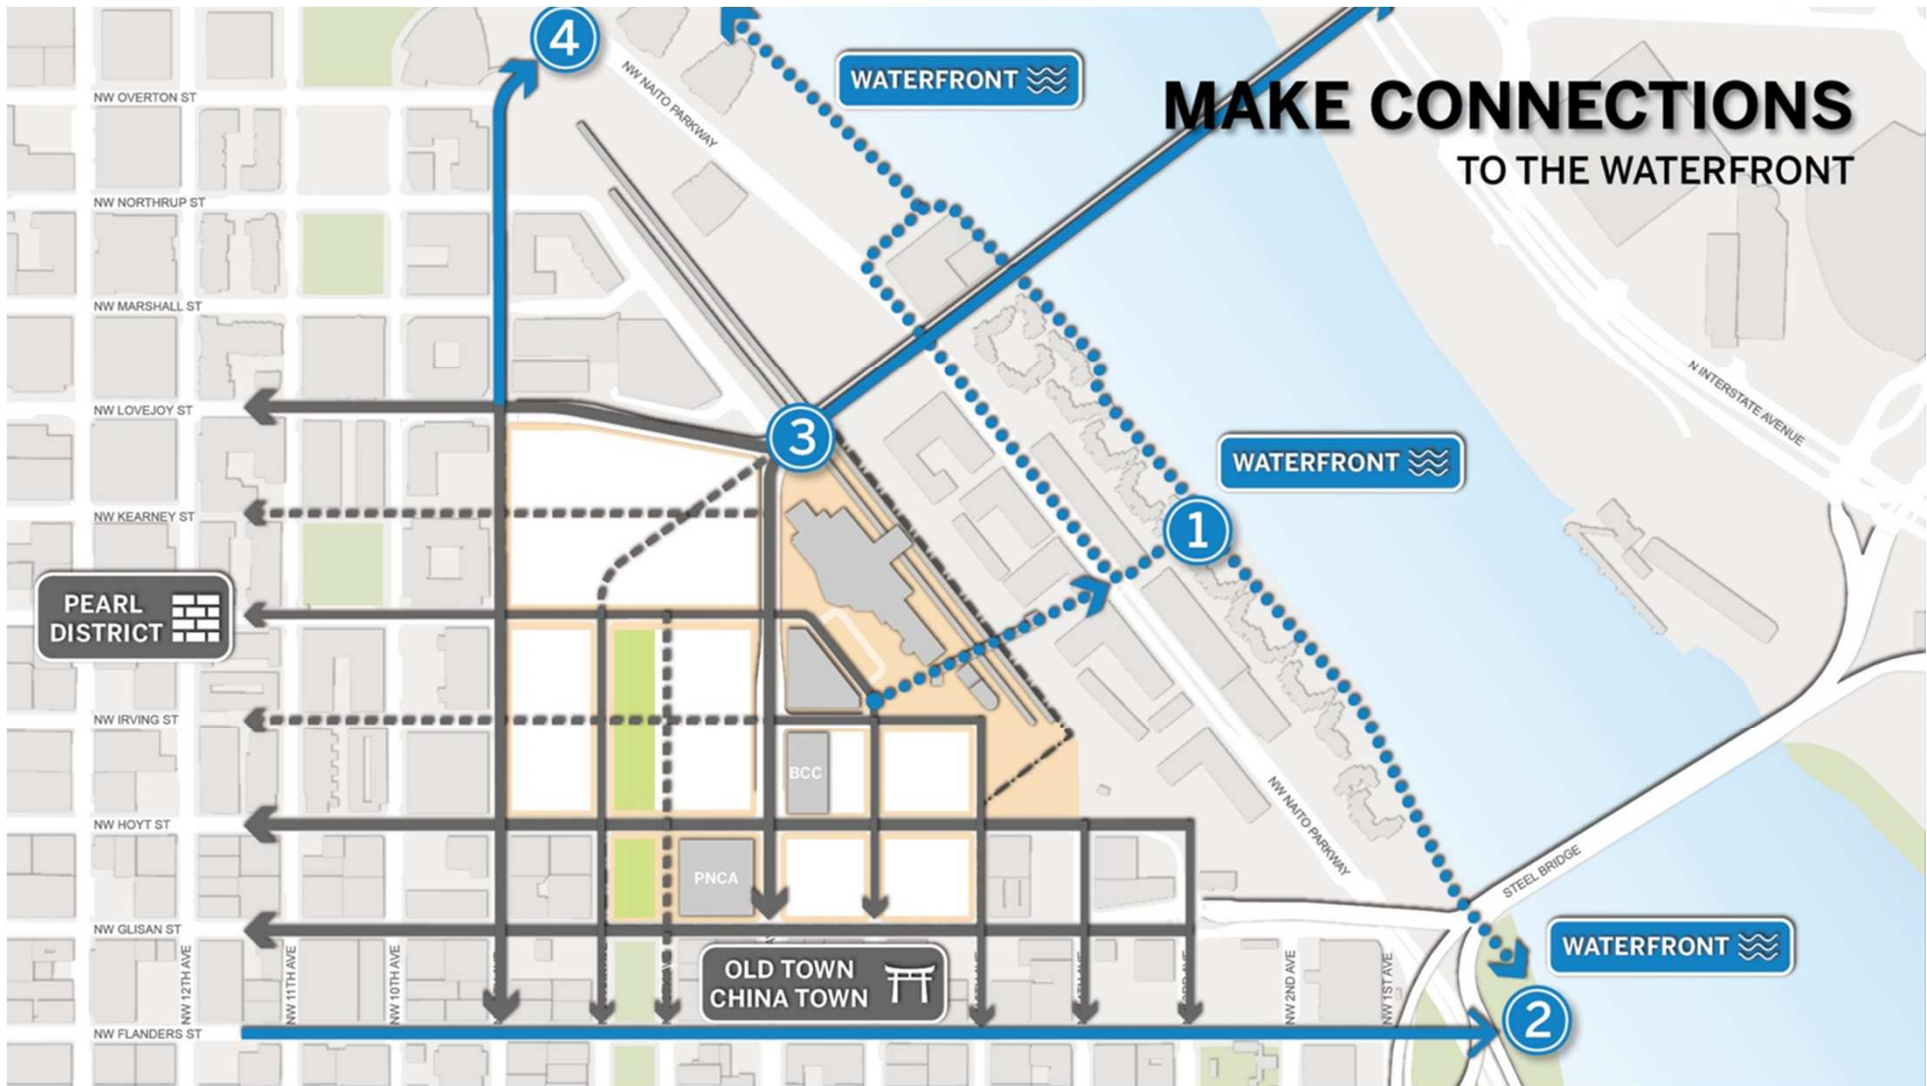 MAKE CONNECTIONS
TO THE WATERFRONT
4
WATERFRONT
NW NAITO PARKWAY
NW OVERTON ST
NW NORTHRUP ST
NW MARSHALL ST
NW LOVEJOY ST
3
N INTERSTATE AVENUE
WATERFRONT
NW KEARNEY ST
1
PEARL
DISTRICT
NW IRVING ST
BCC
NW HOYT ST
NW NAITO PARKWAY
STEEL BRIDGE
PNCA
NW GLISAN ST
WATERFRONT
OLD TOWN
CHINA TOWN
NW 12TH AVE
NW 11TH AVE
NW 10TH AVE
NW 2ND AVE
NW 1ST AVE
2
NW FLANDERS ST